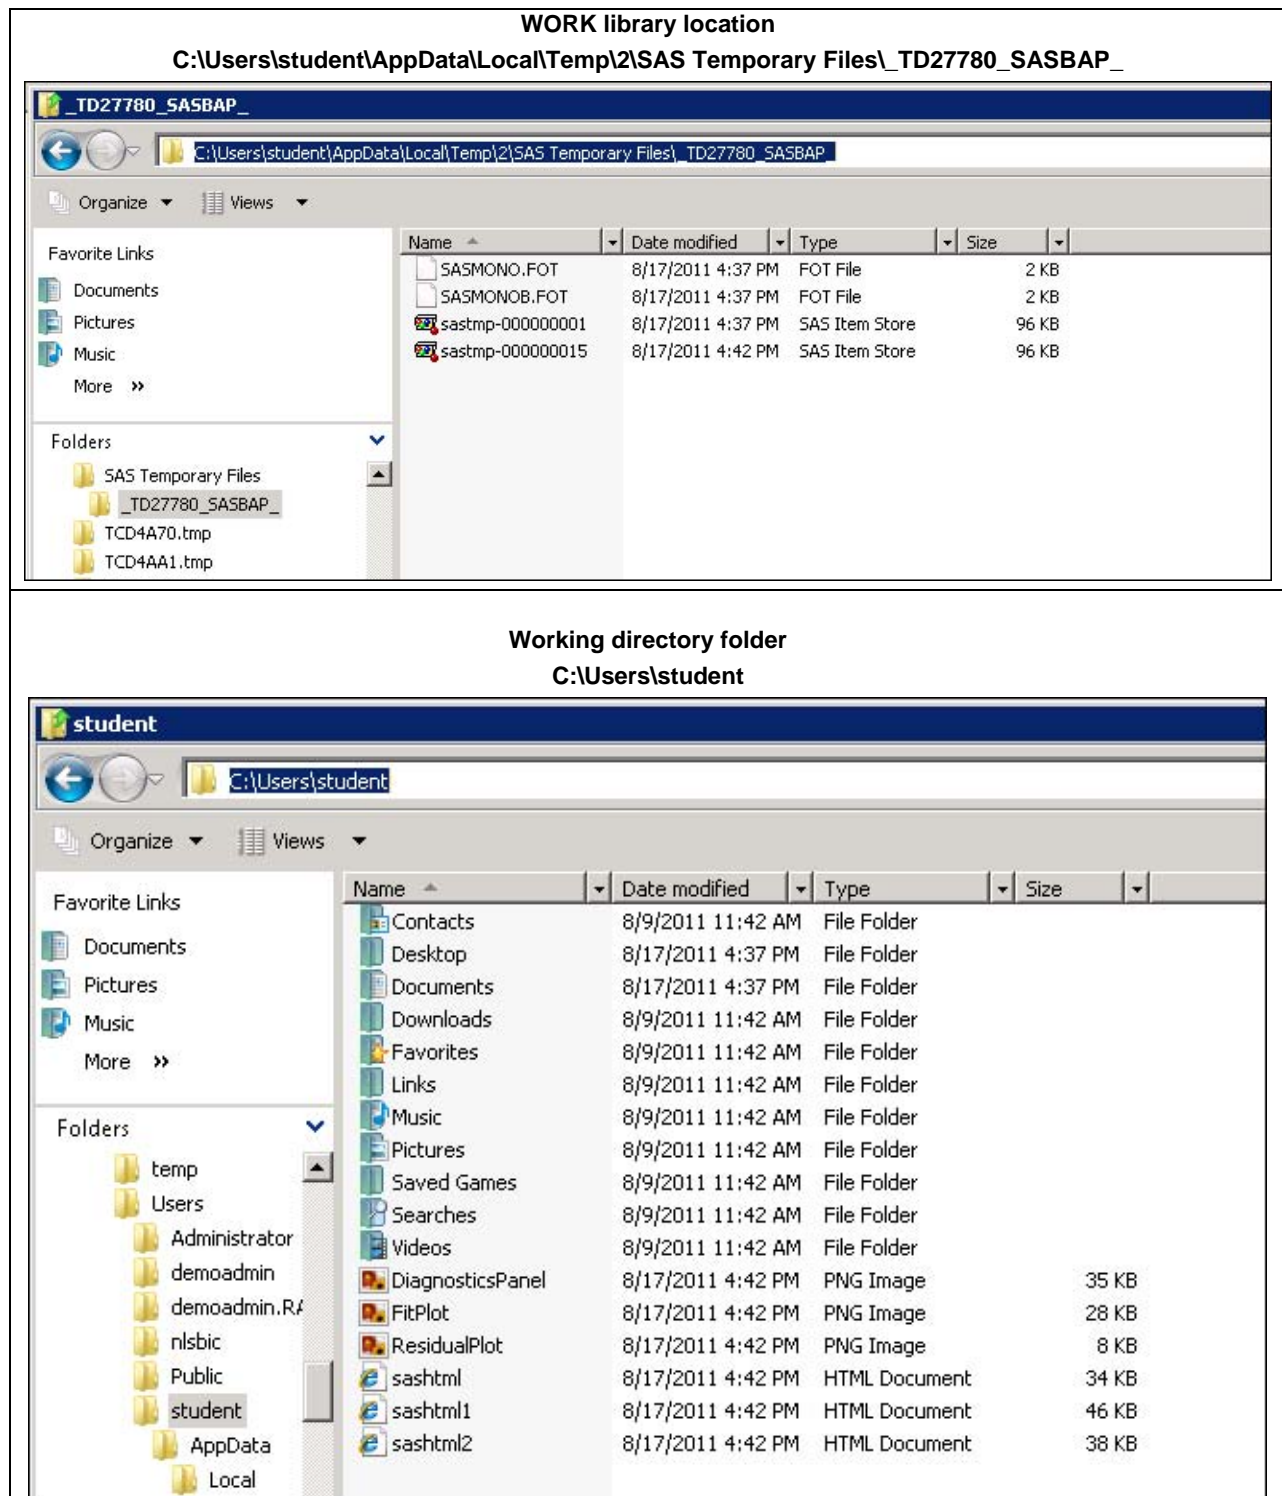 WORK library location
C:\Users\student\AppData\Local\Temp\2\SAS Temporary Files\_TD27780_SASBAP_
_TD27780_SASBAP_
C:\Users\student\AppData\Local\Temp\2\SAS Temporary Files\_TD27780_SASBAP_
Organize Views
Favorite Links
Documents
Pictures
Music
More »
Folders
SAS Temporary Files
_TD27780_SASBAP_
TCD4A70.tmp
TCD4AA1.tmp
Name Date modified Type Size
SASMONO.FOT 8/17/2011 4:37 PM FOT File 2 KB
SASMONOB.FOT 8/17/2011 4:37 PM FOT File 2 KB
sastmp-000000001 8/17/2011 4:37 PM SAS Item Store 96 KB
sastmp-000000015 8/17/2011 4:42 PM SAS Item Store 96 KB
Working directory folder
C:\Users\student
student
C:\Users\student
Organize Views
Favorite Links
Documents
Pictures
Music
More »
Folders
temp
Users
Administrator
demoadmin
demoadmin.RA
nlsbic
Public
student
AppData
Local
Name Date modified Type Size
Contacts 8/9/2011 11:42 AM File Folder
Desktop 8/17/2011 4:37 PM File Folder
Documents 8/17/2011 4:37 PM File Folder
Downloads 8/9/2011 11:42 AM File Folder
Favorites 8/9/2011 11:42 AM File Folder
Links 8/9/2011 11:42 AM File Folder
Music 8/9/2011 11:42 AM File Folder
Pictures 8/9/2011 11:42 AM File Folder
Saved Games 8/9/2011 11:42 AM File Folder
Searches 8/9/2011 11:42 AM File Folder
Videos 8/9/2011 11:42 AM File Folder
DiagnosticsPanel 8/17/2011 4:42 PM PNG Image 35 KB
FitPlot 8/17/2011 4:42 PM PNG Image 28 KB
ResidualPlot 8/17/2011 4:42 PM PNG Image 8 KB
sashtml 8/17/2011 4:42 PM HTML Document 34 KB
sashtml1 8/17/2011 4:42 PM HTML Document 46 KB
sashtml2 8/17/2011 4:42 PM HTML Document 38 KB